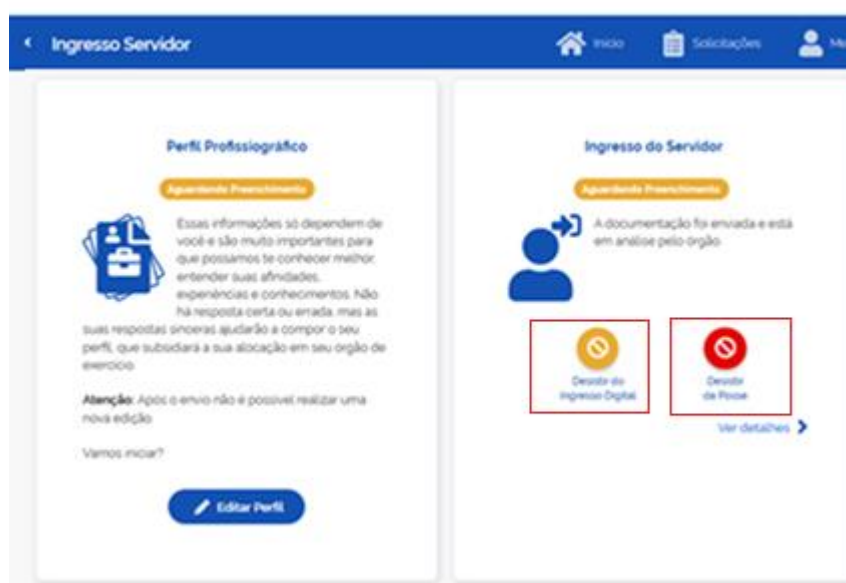 Ingresso Servidor
Início
Solicitações
Perfil Profissiográfico
Aguardando Preenchimento
Essas informações só dependem de
você e são muito importantes para
que possamos te conhecer melhor,
entender suas afinidades,
experiências e conhecimentos. Não
há resposta certa ou errada, mas as
suas respostas sinceras ajudarão a compor o seu
perfil, que subsidiará a sua alocação em seu órgão de
exercício.
Atenção: Após o envio não é possível realizar uma
nova edição.
Vamos iniciar?
Editar Perfil
Ingresso do Servidor
Aguardando Preenchimento
A documentação foi enviada e está
em análise pelo órgão.
Desistir do
Ingresso Digital
Desistir
da Posse
Ver detalhes